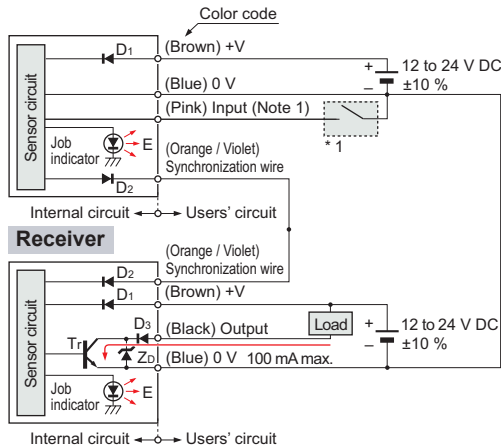 Color code
D1
(Brown) +V
+
12 to 24 V DC
±10 %
–
(Blue) 0 V
(Pink) Input (Note 1)
* 1
Sensor circuit
Job
indicator
E
(Orange / Violet)
Synchronization wire
D2
Internal circuit
Users' circuit
Receiver
(Orange / Violet)
Synchronization wire
D2
(Brown) +V
D1
D3
(Black) Output
Load
+
12 to 24 V DC
±10 %
–
Tr
ZD
(Blue) 0 V
100 mA max.
Sensor circuit
Job
indicator
E
Internal circuit
Users' circuit